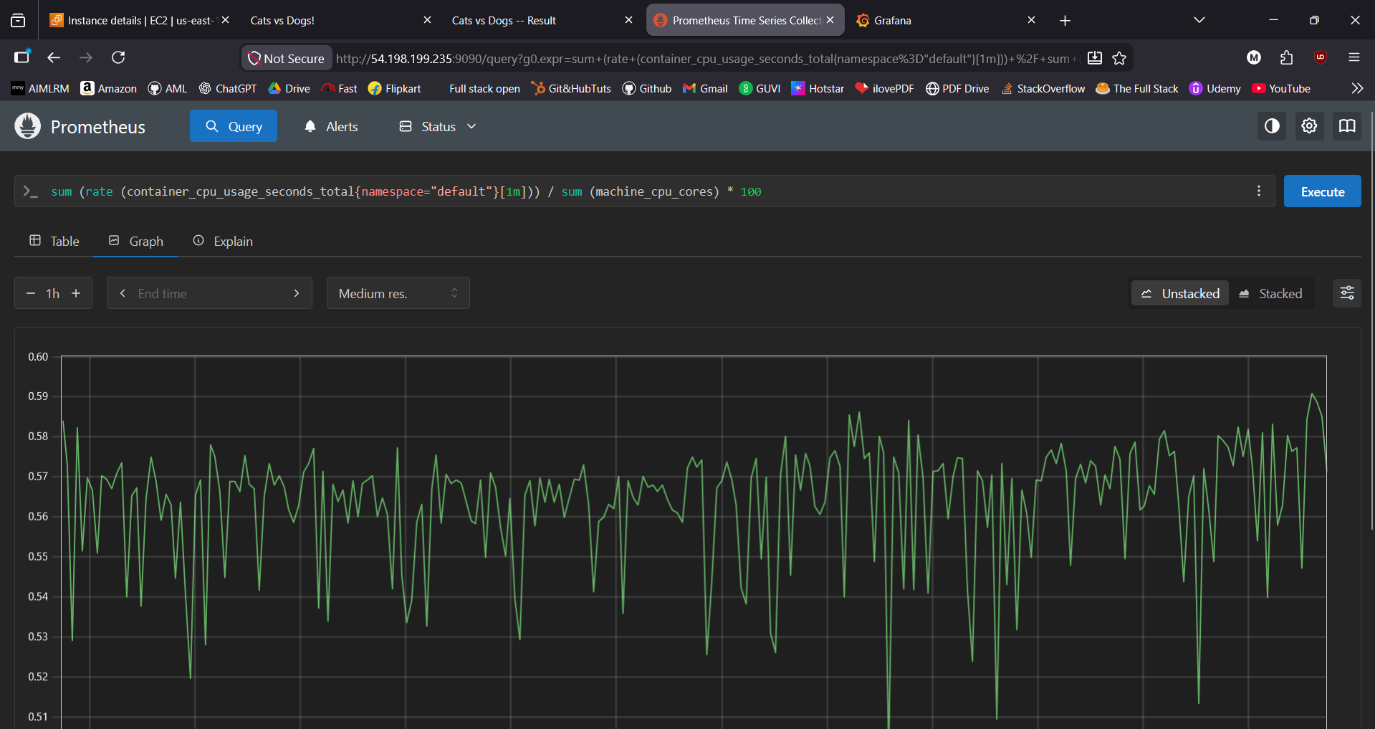 Instance details | EC2 | us-east-1
Cats vs Dogs!
Cats vs Dogs -- Result
Prometheus Time Series Collect
Grafana
Not Secure
http://54.198.199.235:9090/query?g0.expr=sum+(rate+(container_cpu_usage_seconds_total{namespace%3D"default"}[1m]))+%2F+sum+
M
UD
AIMLRM
Amazon
AML
ChatGPT
Drive
Fast
Flipkart
Full stack open
Git&HubTuts
Github
Gmail
GUVI
Hotstar
ilovePDF
PDF Drive
StackOverflow
The Full Stack
Udemy
YouTube
Prometheus
Query
Alerts
Status
>_ sum (rate (container_cpu_usage_seconds_total{namespace="default"}[1m])) / sum (machine_cpu_cores) * 100
Execute
Table
Graph
Explain
− 1h +
End time
Medium res.
Unstacked
Stacked
0.60
0.59
0.58
0.57
0.56
0.55
0.54
0.53
0.52
0.51